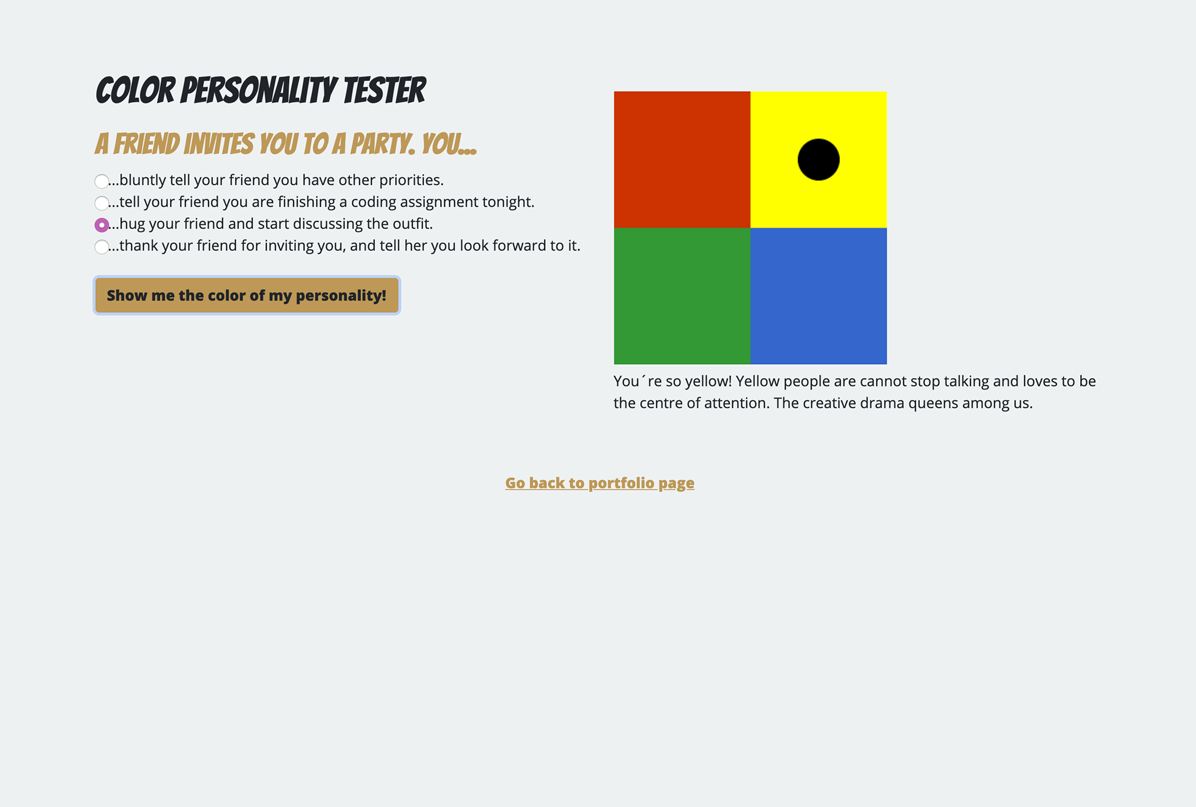 COLOR PERSONALITY TESTER
A FRIEND INVITES YOU TO A PARTY. YOU...
...bluntly tell your friend you have other priorities.
...tell your friend you are finishing a coding assignment tonight.
...hug your friend and start discussing the outfit.
...thank your friend for inviting you, and tell her you look forward to it.
Show me the color of my personality!
You´re so yellow! Yellow people are cannot stop talking and loves to be
the centre of attention. The creative drama queens among us.
Go back to portfolio page